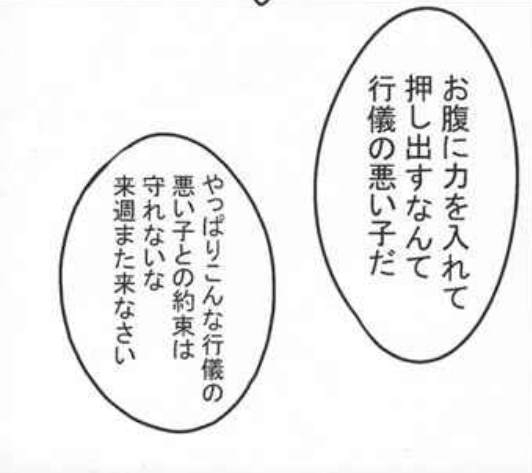 お腹に力を入れて
押し出すなんて
行儀の悪い子だ
やっぱりこんな行儀の
悪い子との約束は
守れないな
来週また来なさい